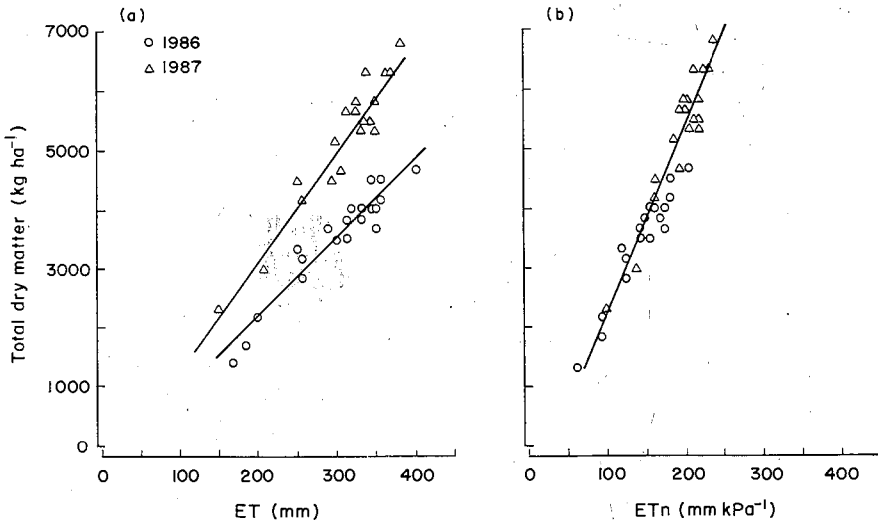 (a)
○ 1986
△ 1987
7000
5000
3000
1000
0
Total dry matter (kg ha⁻¹)
0 100 200 300 400
ET (mm)
(b)
0 100 200 300 400
ETn (mm kPa⁻¹)